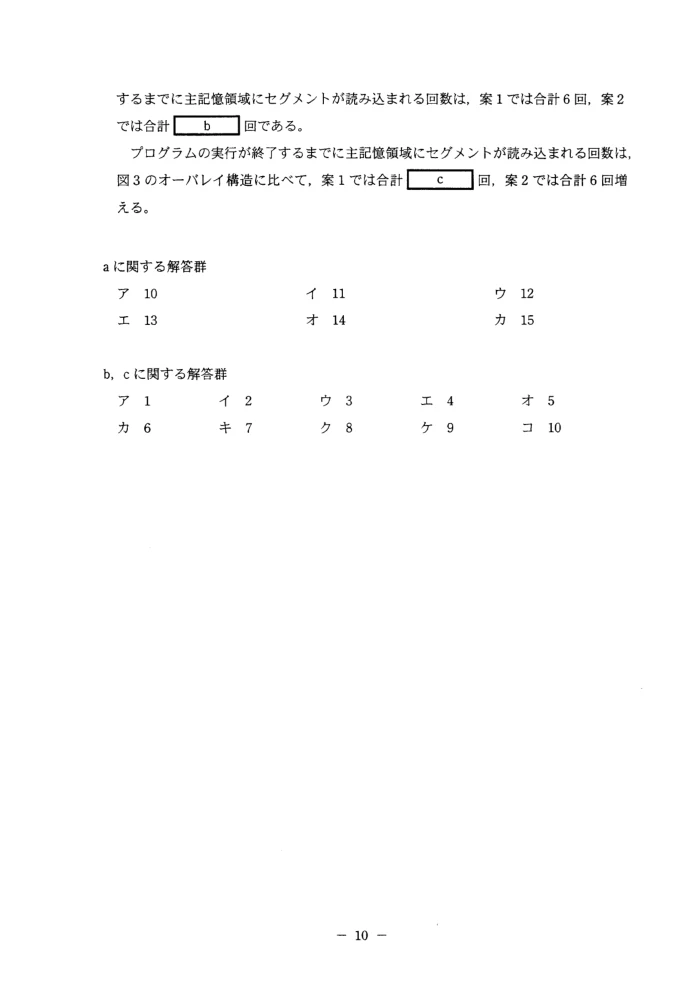 するまでに主記憶領域にセグメントが読み込まれる回数は，案1では合計6回，案2
では合計 b 回である。
プログラムの実行が終了するまでに主記憶領域にセグメントが読み込まれる回数は，
図3のオーバレイ構造に比べて，案1では合計 c 回，案2では合計6回増
える。
aに関する解答群
ア 10 イ 11 ウ 12
エ 13 オ 14 カ 15
b，cに関する解答群
ア 1 イ 2 ウ 3 エ 4 オ 5
カ 6 キ 7 ク 8 ケ 9 コ 10
－ 10 －